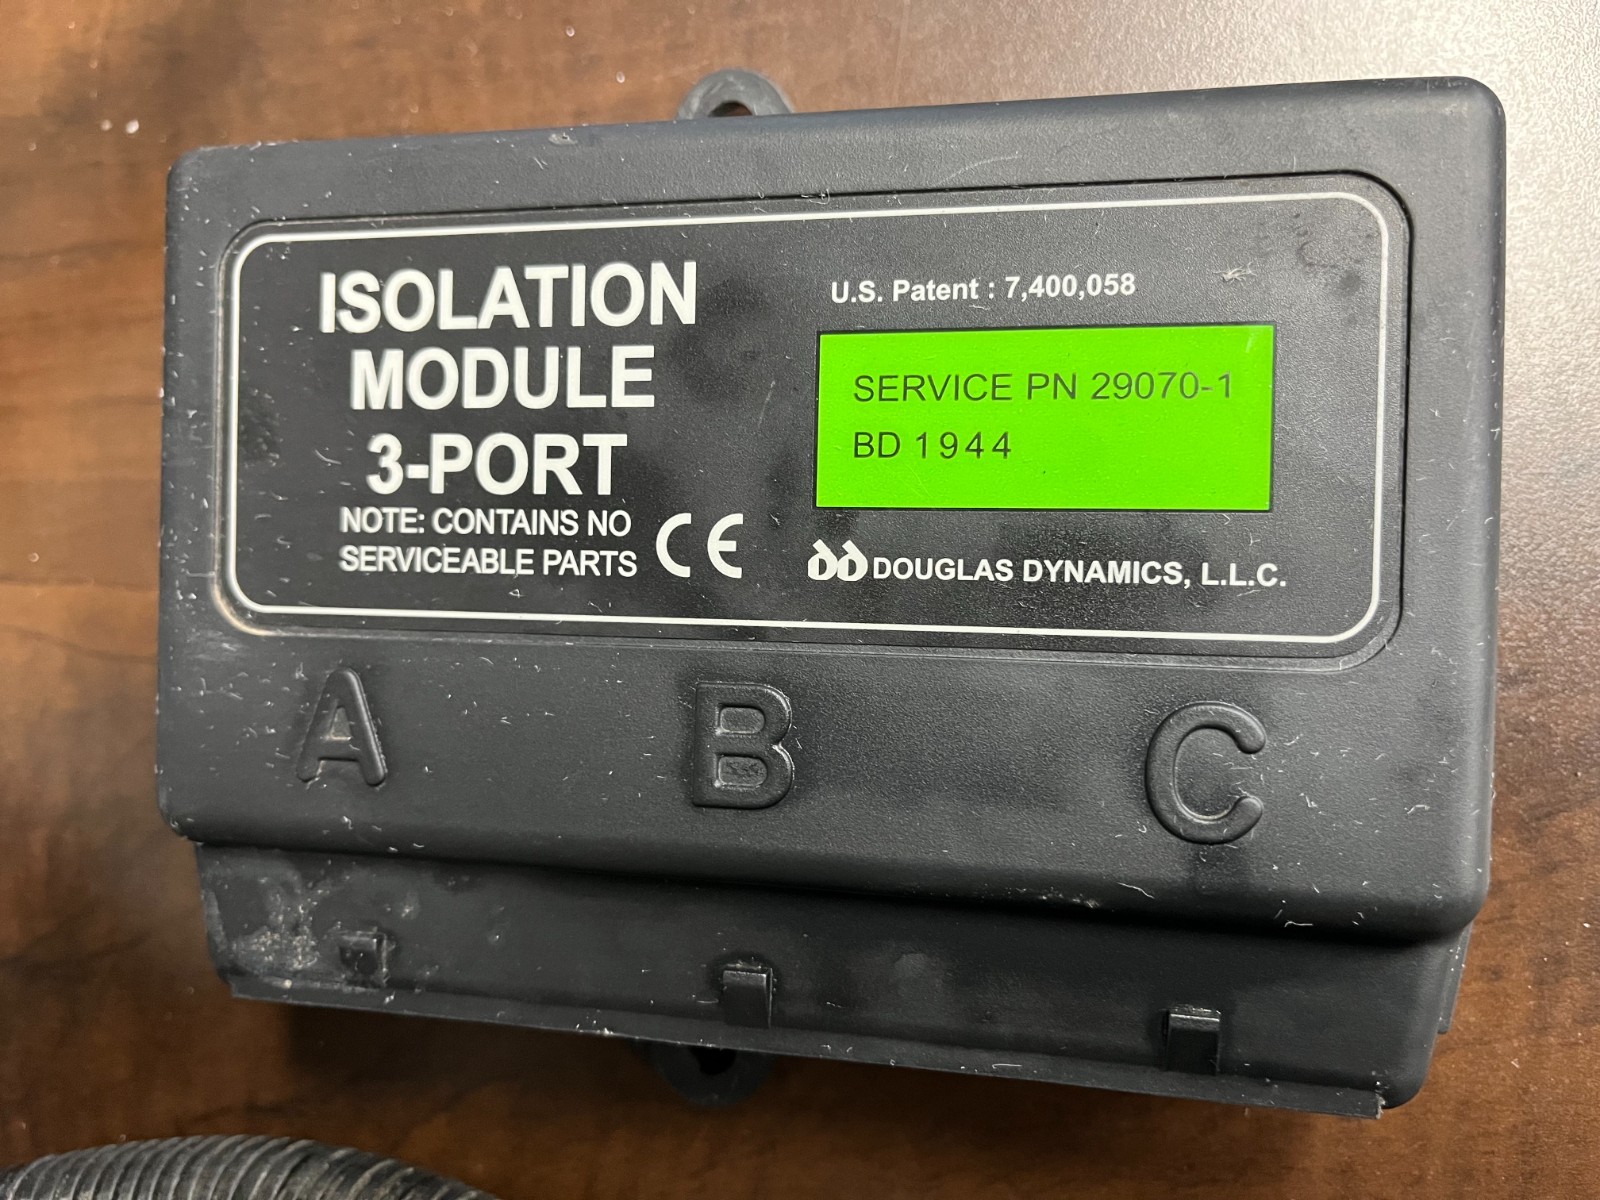 ISOLATION
MODULE
3-PORT
NOTE: CONTAINS NO
SERVICEABLE PARTS
CE
U.S. Patent : 7,400,058
SERVICE PN 29070-1
BD 1944
DOUGLAS DYNAMICS, L.L.C.
A B C